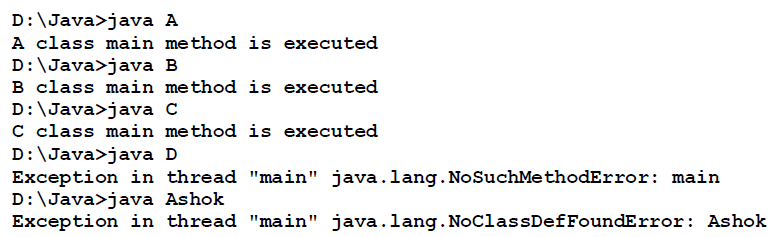 D:\Java>java A
A class main method is executed
D:\Java>java B
B class main method is executed
D:\Java>java C
C class main method is executed
D:\Java>java D
Exception in thread "main" java.lang.NoSuchMethodError: main
D:\Java>java Ashok
Exception in thread "main" java.lang.NoClassDefFoundError: Ashok